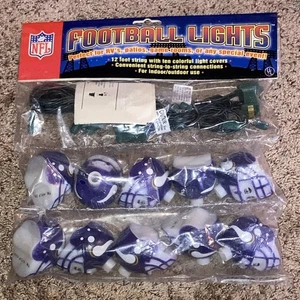 NFL
FOOTBALL LIGHTS
Perfect for RV's, patios, game rooms, or any special event!
• 12 foot string with ten colorful light covers •
• Convenient string-to-string connections •
• For indoor/outdoor use •